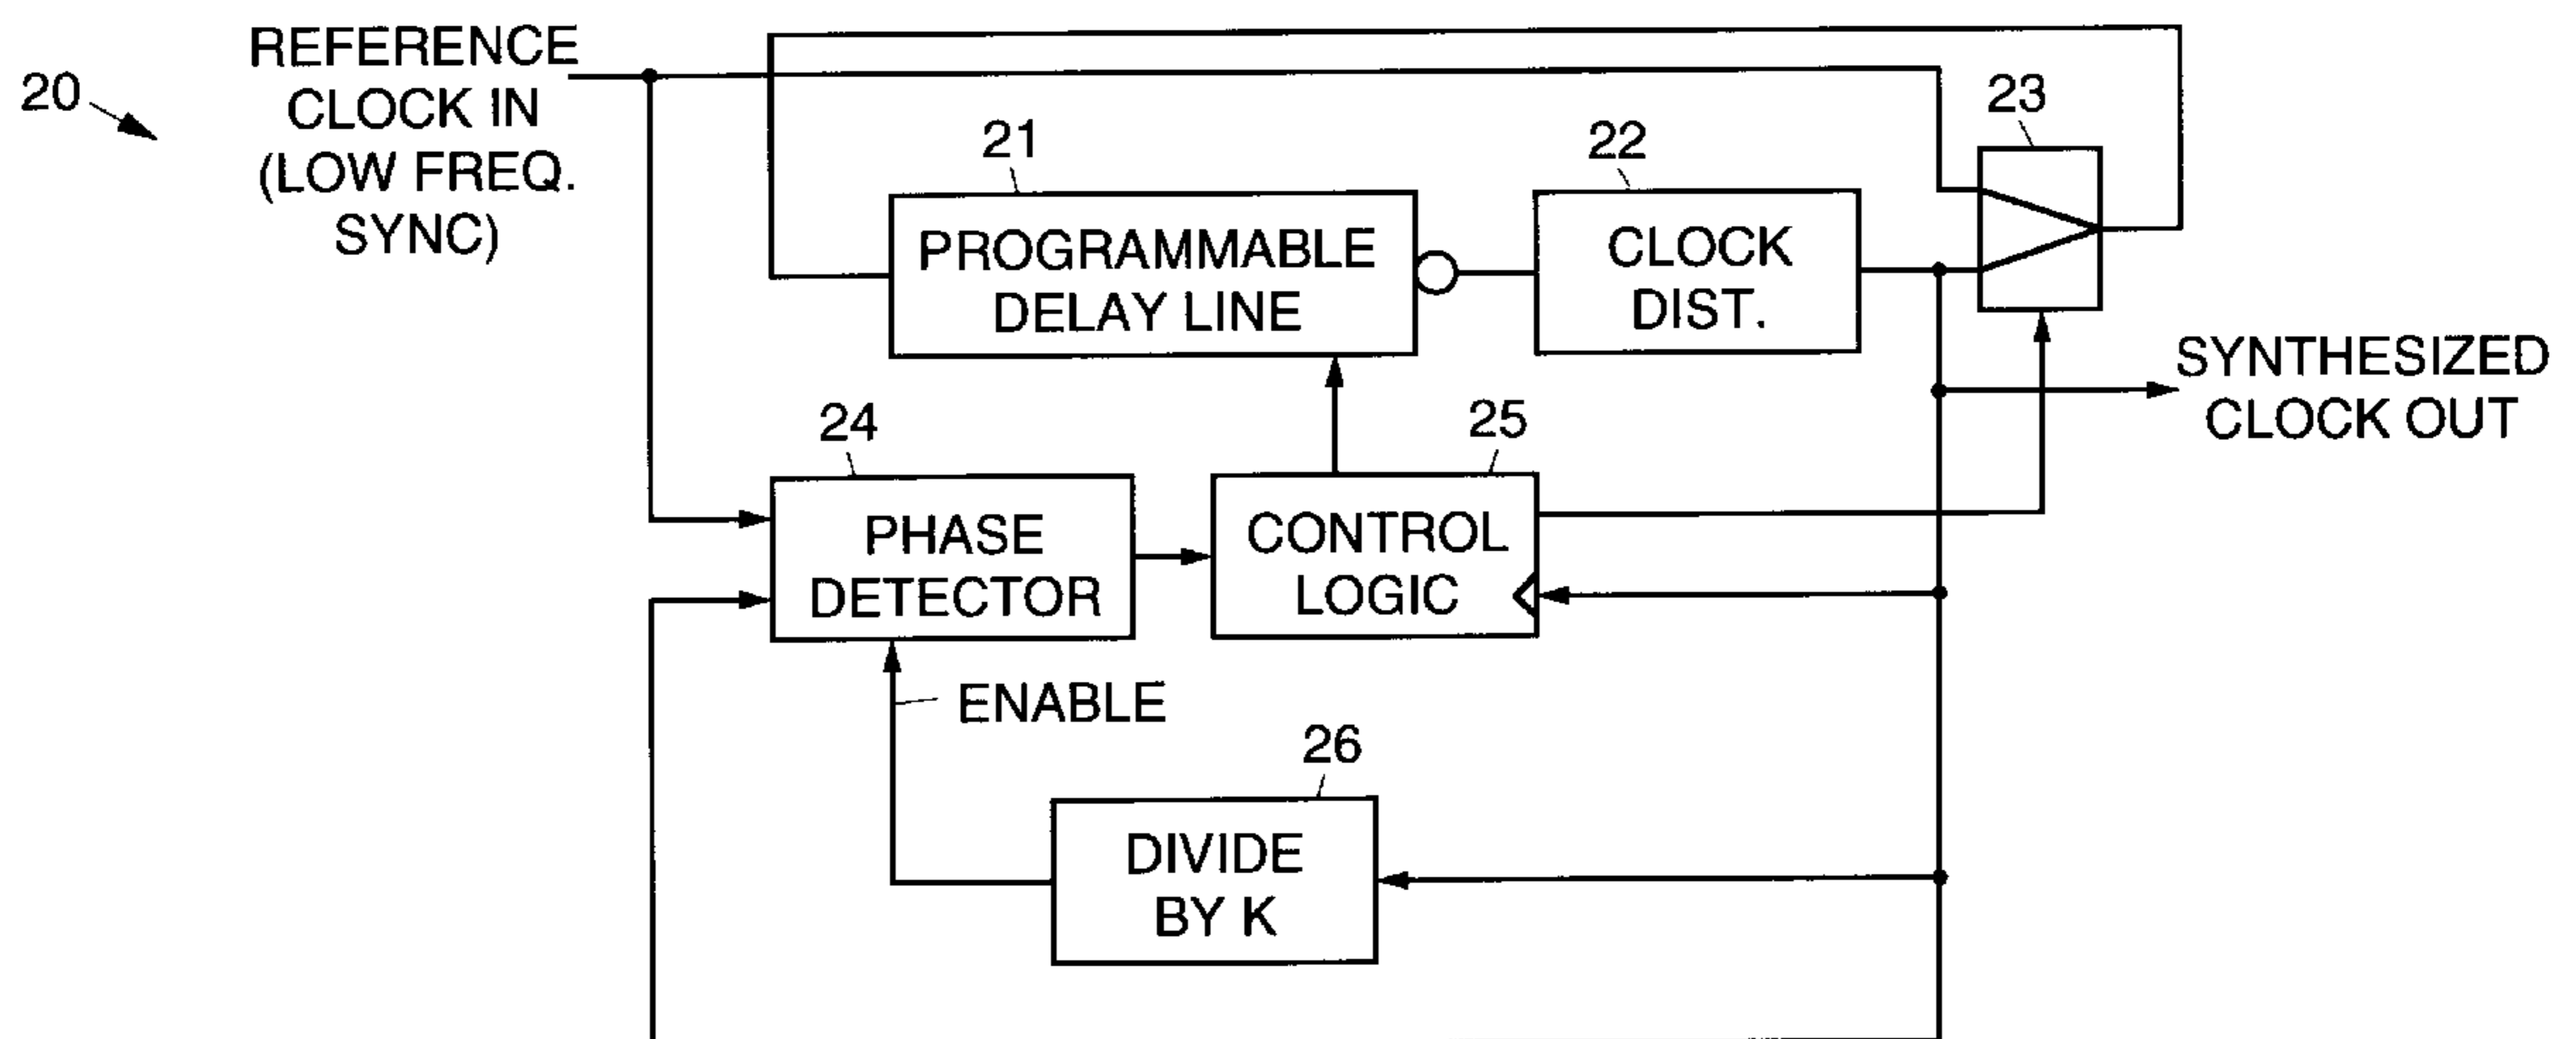 20
REFERENCE
CLOCK IN
(LOW FREQ.
SYNC)
21
PROGRAMMABLE
DELAY LINE
22
CLOCK
DIST.
23
SYNTHESIZED
CLOCK OUT
24
PHASE
DETECTOR
25
CONTROL
LOGIC
ENABLE
26
DIVIDE
BY K